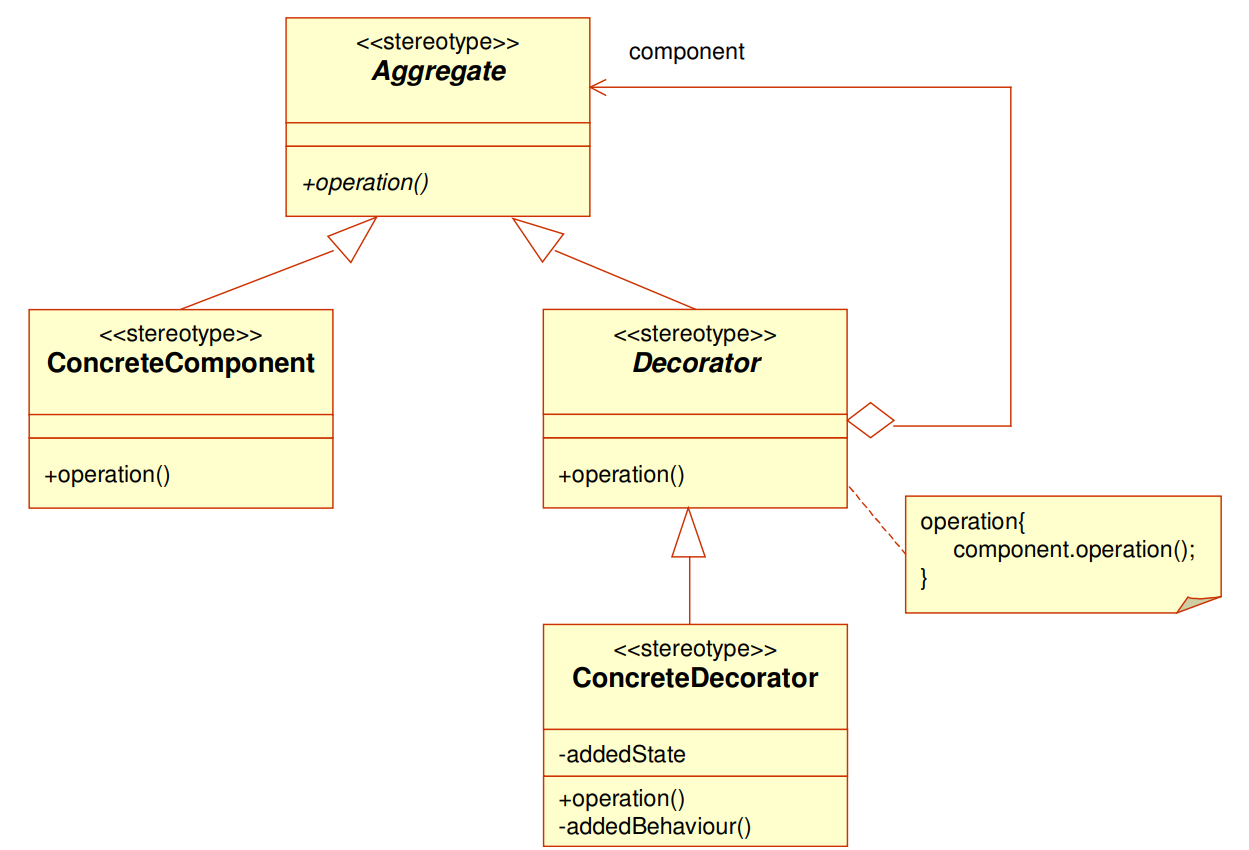 <<stereotype>>
Aggregate
+operation()
component
<<stereotype>>
ConcreteComponent
+operation()
<<stereotype>>
Decorator
+operation()
operation{
component.operation();
}
<<stereotype>>
ConcreteDecorator
-addedState
+operation()
-addedBehaviour()